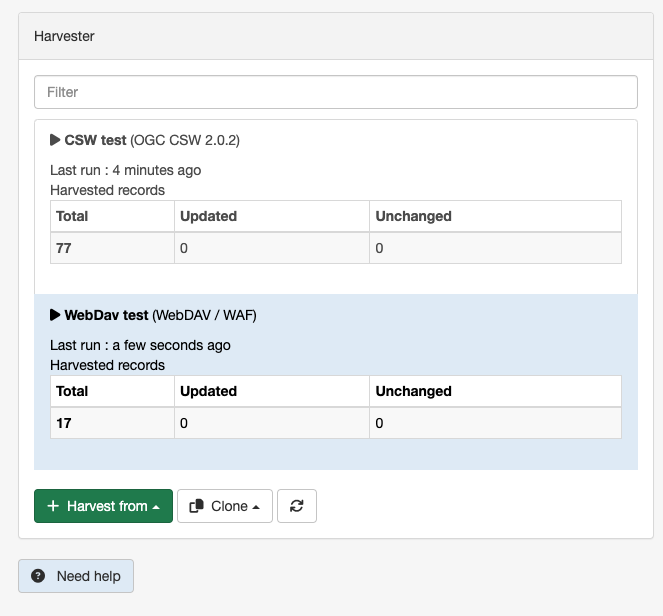 Harvester
Filter
CSW test (OGC CSW 2.0.2)
Last run : 4 minutes ago
Harvested records
Total Updated Unchanged
77 0 0
WebDav test (WebDAV / WAF)
Last run : a few seconds ago
Harvested records
Total Updated Unchanged
17 0 0
+ Harvest from Clone
? Need help